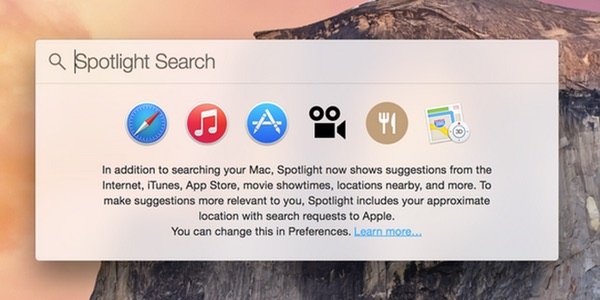 Spotlight Search
3D
In addition to searching your Mac, Spotlight now shows suggestions from the
Internet, iTunes, App Store, movie showtimes, locations nearby, and more. To
make suggestions more relevant to you, Spotlight includes your approximate
location with search requests to Apple.
You can change this in Preferences. Learn more...